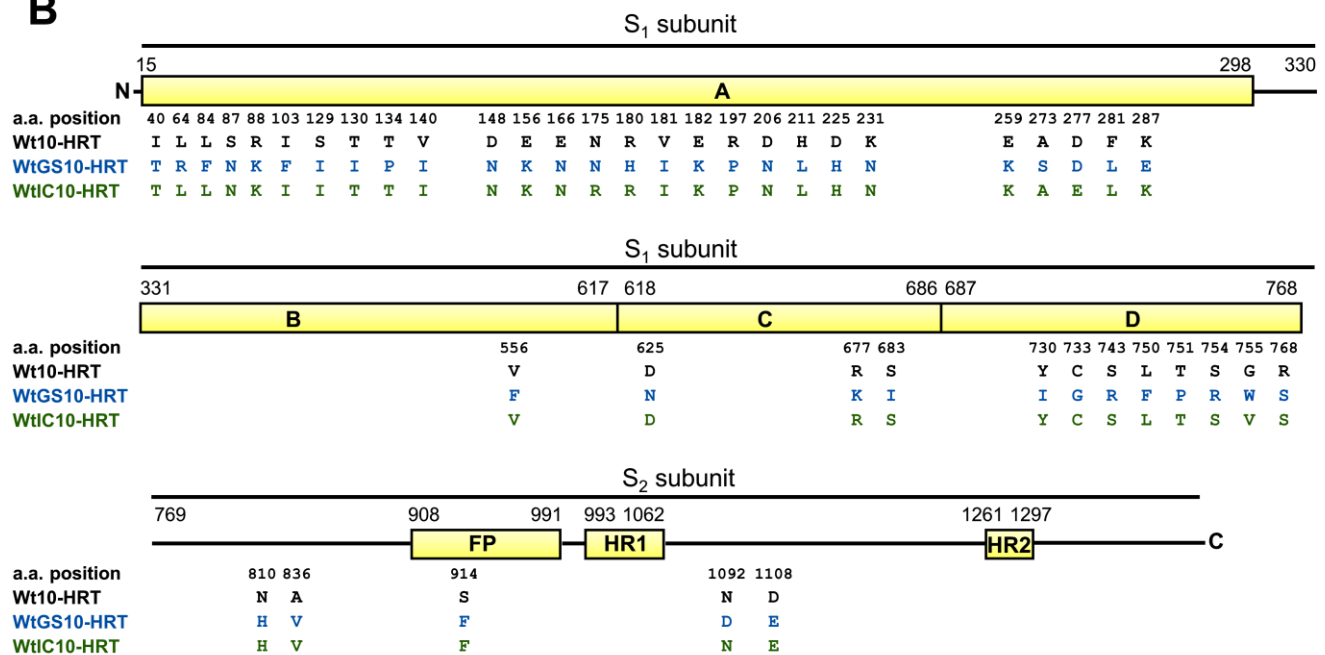 B
S1 subunit
15 298 330
N A
a.a. position 40 64 84 87 88 103 129 130 134 140 148 156 166 175 180 181 182 197 206 211 225 231 259 273 277 281 287
Wt10-HRT I L L S R I S T T V D E E N R V E R D H D K E A D F K
WtGS10-HRT T R F N K F I I P I N K N N H I K P N L H N K S D L E
WtIC10-HRT T L L N K I I T T I N K N R R I K P N L H N K A E L K
S1 subunit
331 617 618 686 687 768
B C D
a.a. position 556 625 677 683 730 733 743 750 751 754 755 768
Wt10-HRT V D R S Y C S L T S G R
WtGS10-HRT F N K I I G R F P R W S
WtIC10-HRT V D R S Y C S L T S V S
S2 subunit
769 908 991 993 1062 1261 1297
FP HR1 HR2 C
a.a. position 810 836 914 1092 1108
Wt10-HRT N A S N D
WtGS10-HRT H V F D E
WtIC10-HRT H V F N E